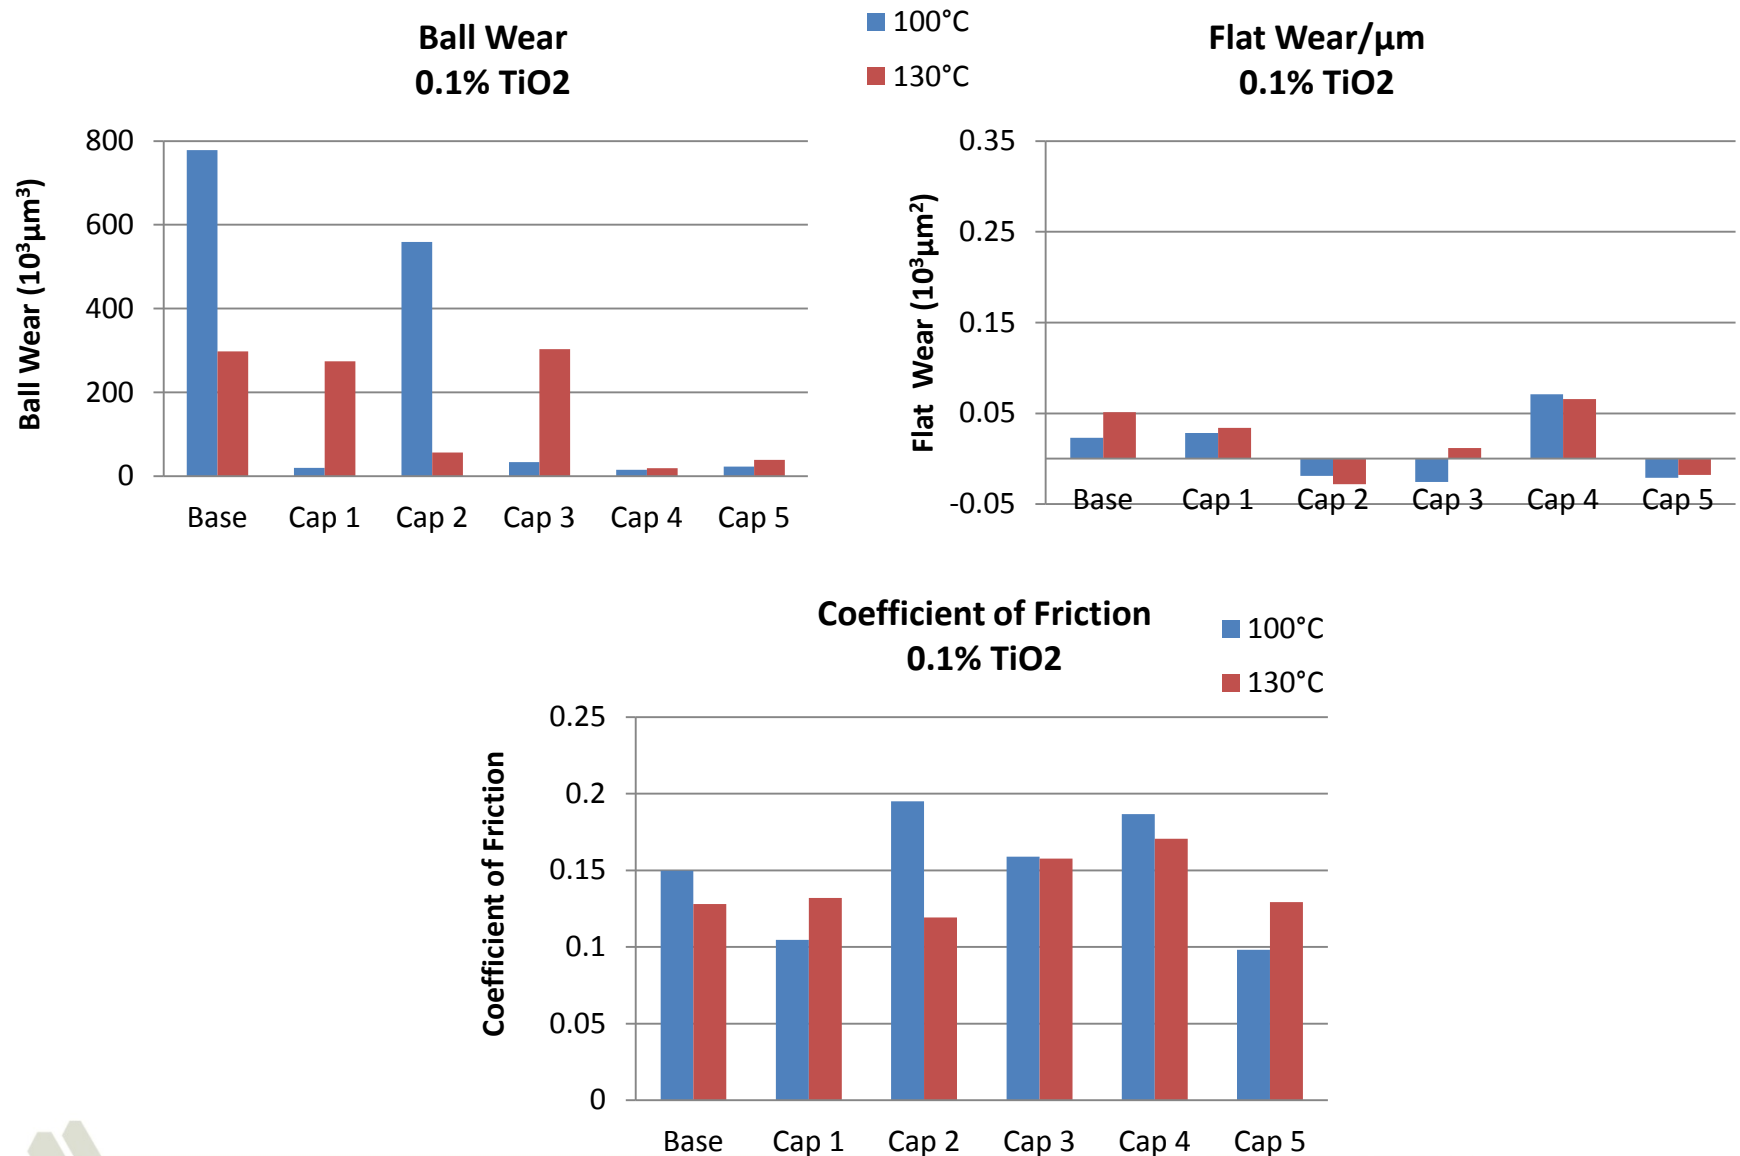 Ball Wear
0.1% TiO2
100°C
130°C
Flat Wear/µm
0.1% TiO2
Ball Wear (10³µm³)
800
600
400
200
0
Base Cap 1 Cap 2 Cap 3 Cap 4 Cap 5
Flat Wear (10³µm²)
0.35
0.25
0.15
0.05
-0.05
Base Cap 1 Cap 2 Cap 3 Cap 4 Cap 5
Coefficient of Friction
0.1% TiO2
100°C
130°C
Coefficient of Friction
0.25
0.2
0.15
0.1
0.05
0
Base Cap 1 Cap 2 Cap 3 Cap 4 Cap 5